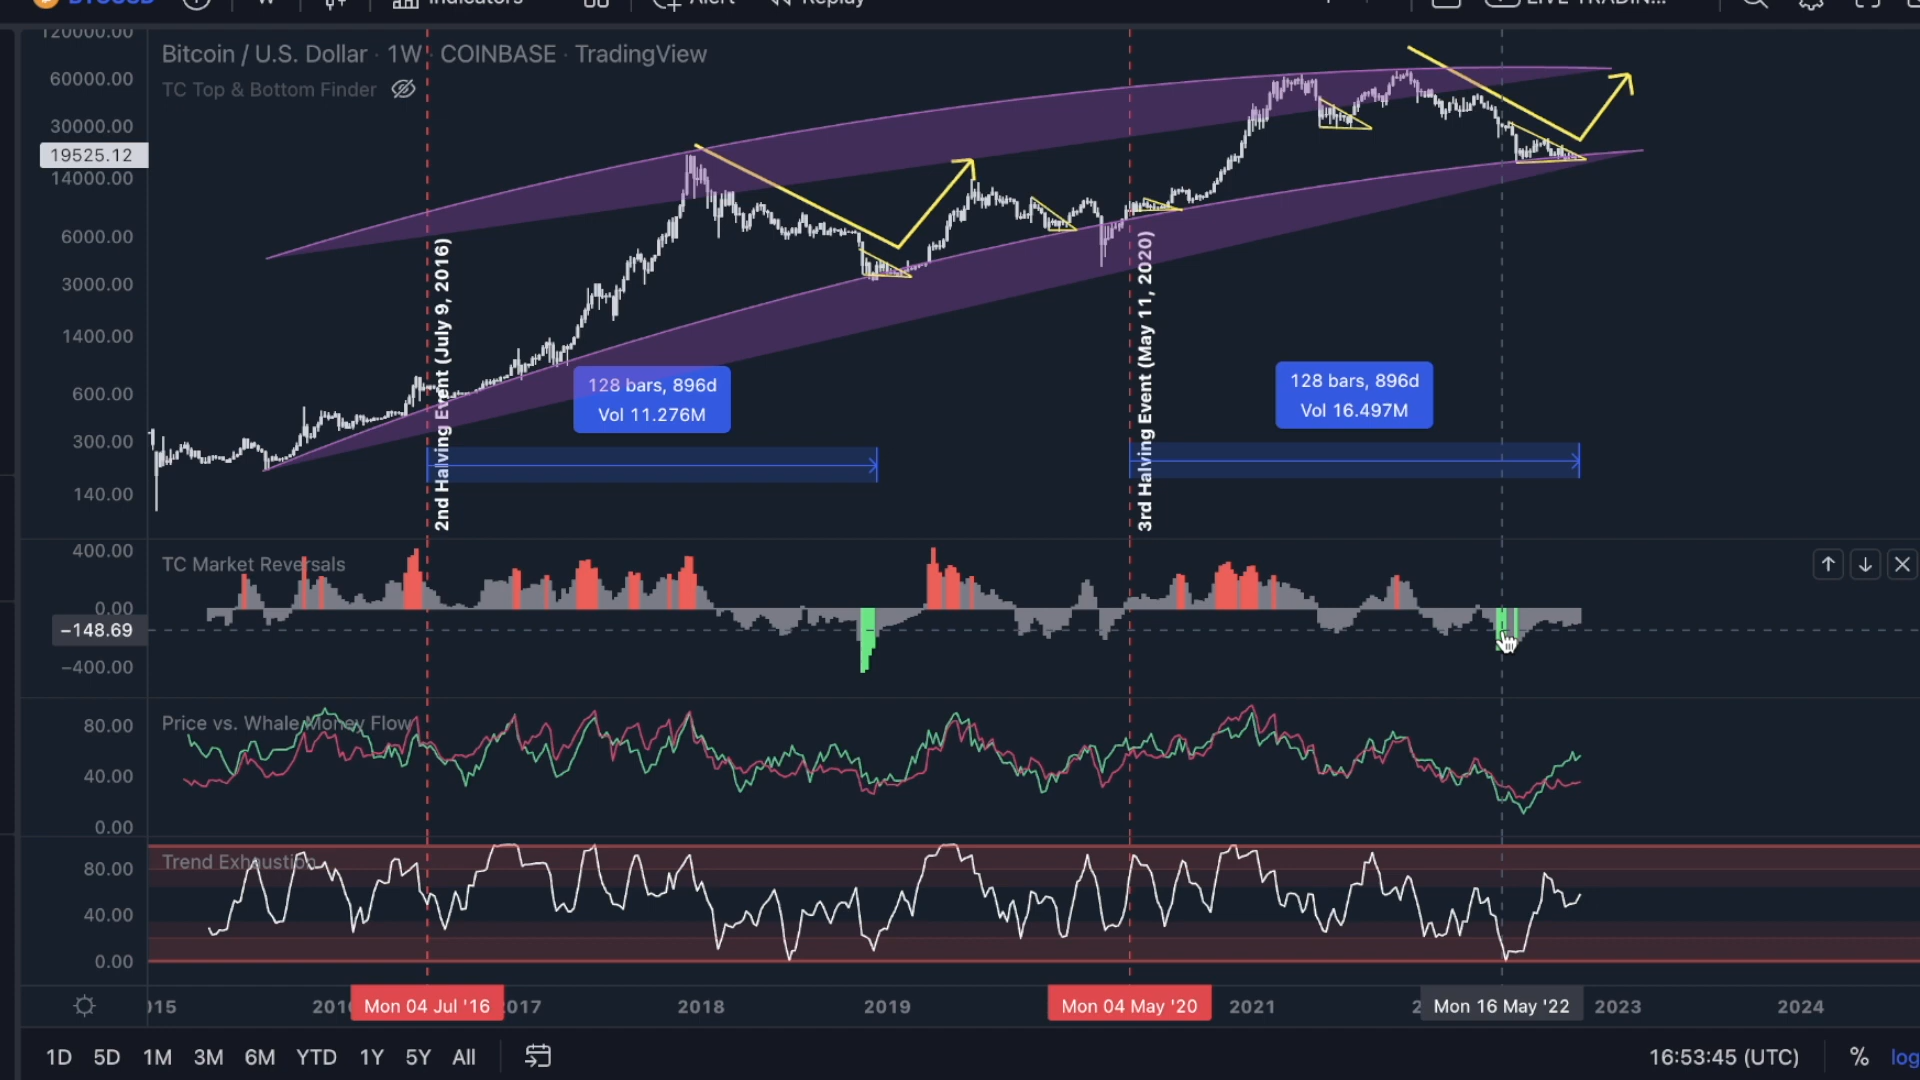 Bitcoin / U.S. Dollar · 1W · COINBASE · TradingView
TC Top & Bottom Finder
120000.00
60000.00
30000.00
19525.12
14000.00
6000.00
3000.00
1400.00
600.00
300.00
140.00
2nd Halving Event (July 9, 2016)
3rd Halving Event (May 11, 2020)
128 bars, 896d
Vol 11.276M
128 bars, 896d
Vol 16.497M
TC Market Reversals
400.00
0.00
−148.69
−400.00
Price vs. Whale Money Flow
80.00
40.00
0.00
Trend Exhaustion
80.00
40.00
0.00
Mon 04 Jul '16
2018
2019
Mon 04 May '20
2021
Mon 16 May '22
2023
2024
1D 5D 1M 3M 6M YTD 1Y 5Y All
16:53:45 (UTC) % log